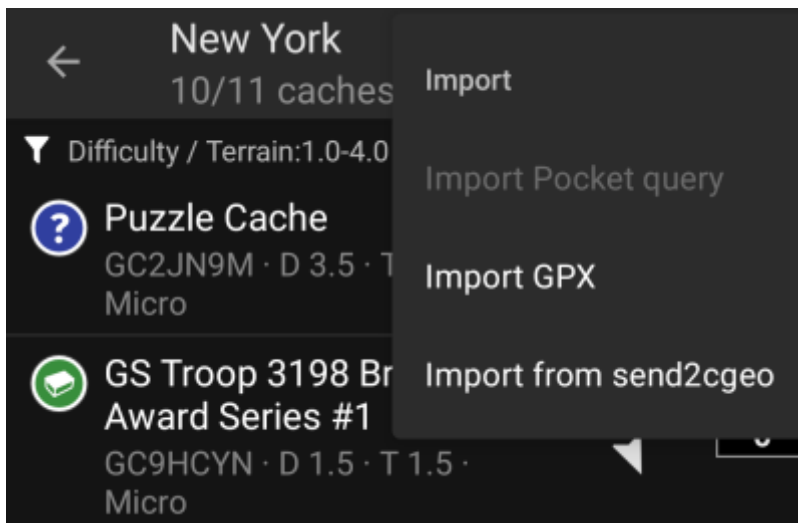 New York
10/11 caches
Difficulty / Terrain:1.0-4.0
Puzzle Cache
GC2JN9M · D 3.5 ·
Micro
GS Troop 3198
Award Series #1
GC9HCYN · D 1.5 · T 1.5 ·
Micro
Import
Import Pocket query
Import GPX
Import from send2cgeo